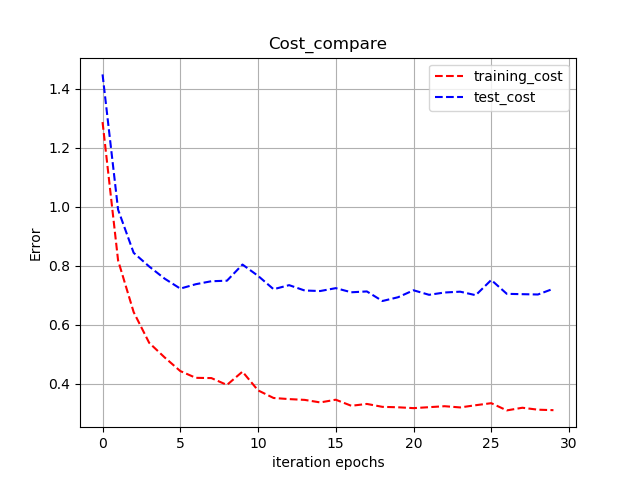 Cost_compare
training_cost
test_cost
Error
1.4
1.2
1.0
0.8
0.6
0.4
0 5 10 15 20 25 30
iteration epochs